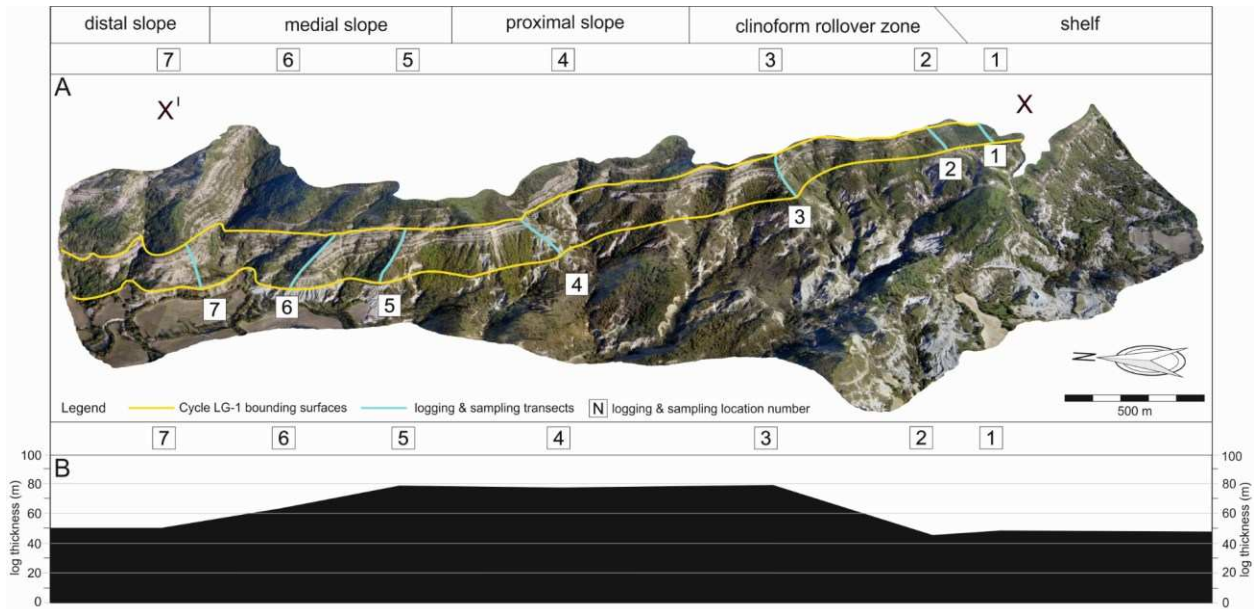 distal slope medial slope proximal slope clinoform rollover zone shelf
7 6 5 4 3 2 1
A
X' X
1
2
3
4
7 6 5
N
Legend Cycle LG-1 bounding surfaces logging & sampling transects N logging & sampling location number
500 m
7 6 5 4 3 2 1
B
log thickness (m)
100 100
80 80
60 60
40 40
20 20
0 0
log thickness (m)